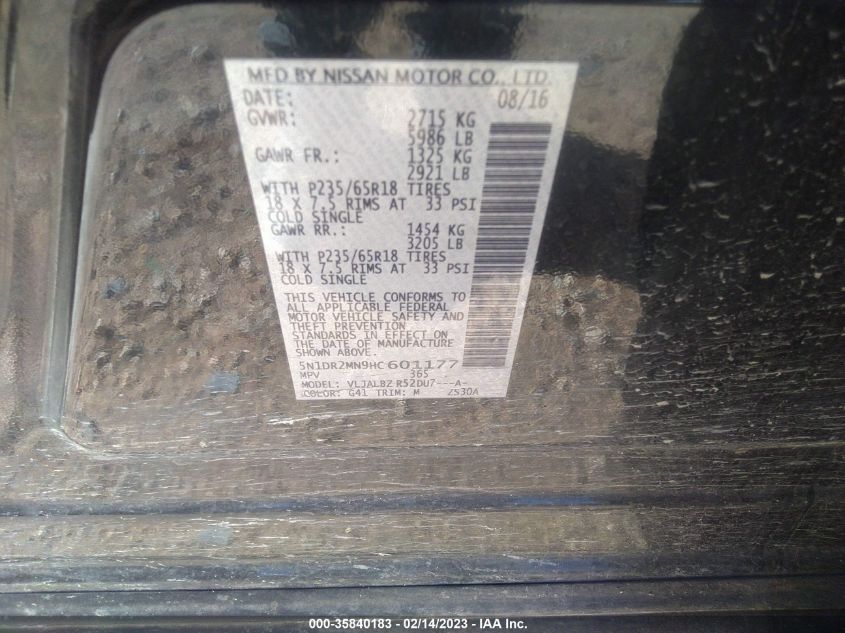 MFD BY NISSAN MOTOR CO., LTD.
DATE: 08/16
GVWR: 2715 KG
5986 LB
GAWR FR.: 1325 KG
2921 LB
WITH P235/65R18 TIRES
18 X 7.5 RIMS AT 33 PSI
COLD SINGLE
GAWR RR.: 1454 KG
3205 LB
WITH P235/65R18 TIRES
18 X 7.5 RIMS AT 33 PSI
COLD SINGLE
THIS VEHICLE CONFORMS TO
ALL APPLICABLE FEDERAL
MOTOR VEHICLE SAFETY AND
THEFT PREVENTION
STANDARDS IN EFFECT ON
THE DATE OF MANUFACTURE
SHOWN ABOVE.
5N1DR2MN9HC601177
MPV 365
MODEL: VLJALBZ R52DU7---A-
COLOR: G41 TRIM: M ZS30A
000-35840183 - 02/14/2023 - IAA Inc.